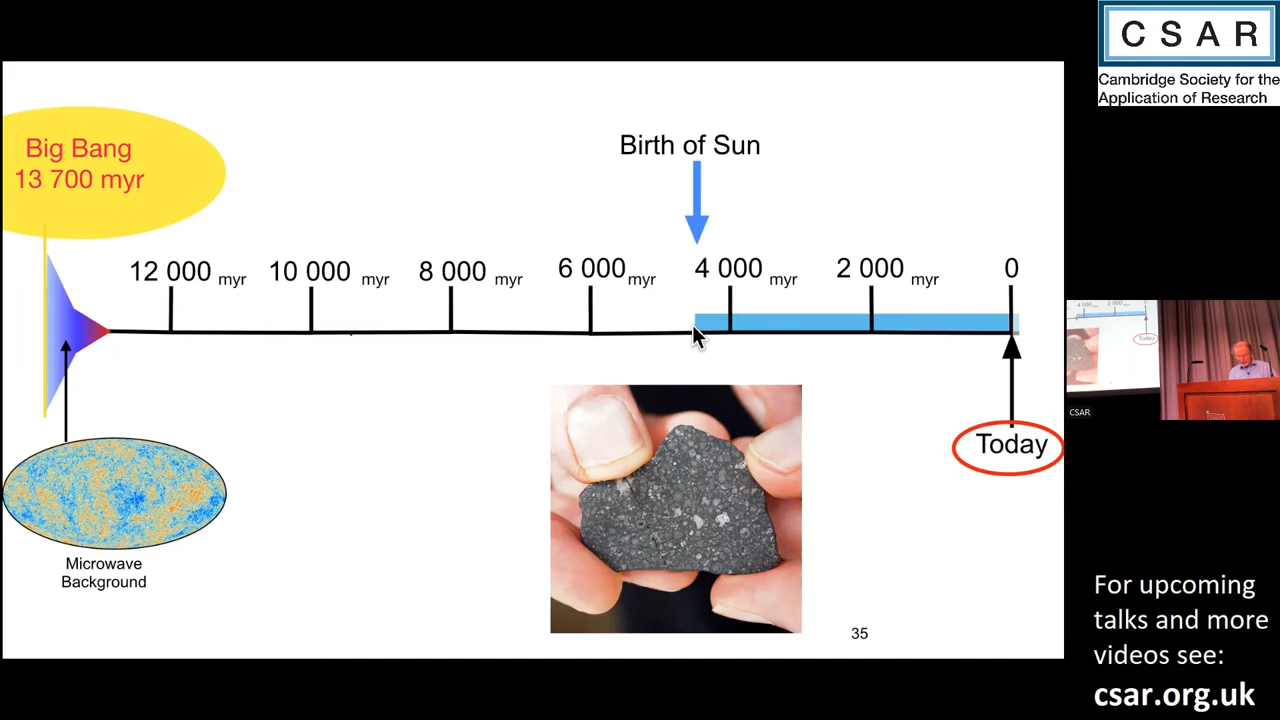 CSAR
Cambridge Society for the
Application of Research
Big Bang
13 700 myr
Birth of Sun
12 000 myr
10 000 myr
8 000 myr
6 000 myr
4 000 myr
2 000 myr
0
Today
Microwave
Background
35
Today
CSAR
For upcoming
talks and more
videos see:
csar.org.uk